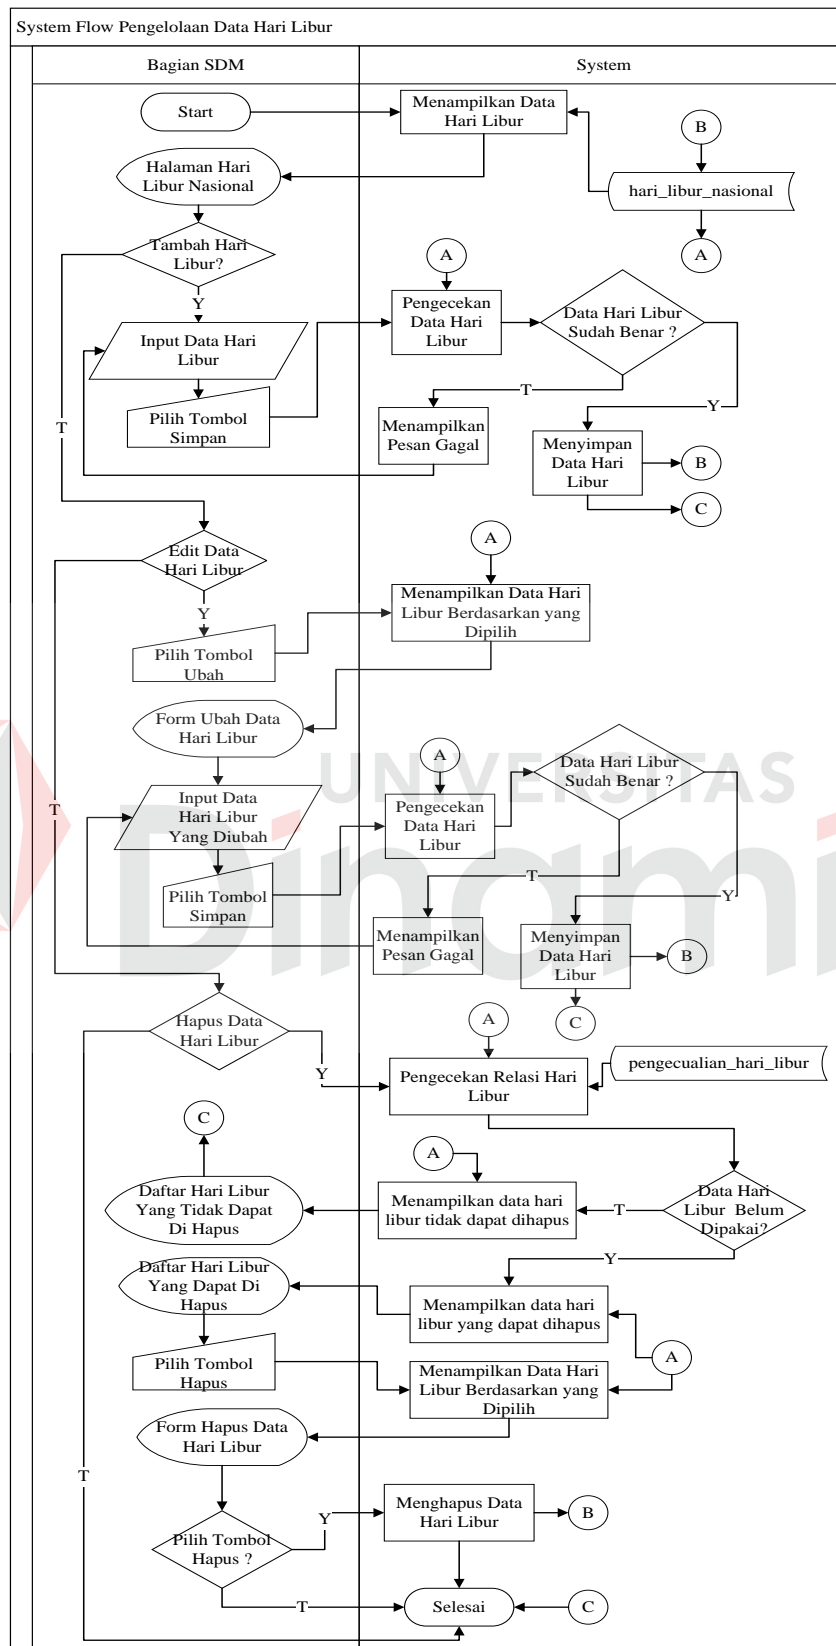 System Flow Pengelolaan Data Hari Libur
Bagian SDM
System
Start
Menampilkan Data
Hari Libur
B
Halaman Hari
Libur Nasional
hari_libur_nasional
A
Tambah Hari
Libur?
Y
T
Input Data Hari
Libur
Pilih Tombol
Simpan
A
Pengecekan
Data Hari
Libur
Data Hari Libur
Sudah Benar ?
T
Y
Menampilkan
Pesan Gagal
Menyimpan
Data Hari
Libur
B
C
Edit Data
Hari Libur
Y
T
Pilih Tombol
Ubah
A
Menampilkan Data Hari
Libur Berdasarkan yang
Dipilih
Form Ubah Data
Hari Libur
UNIVERSITAS
Dinami
Input Data
Hari Libur
Yang Diubah
Pilih Tombol
Simpan
A
Pengecekan
Data Hari
Libur
Data Hari Libur
Sudah Benar ?
T
Y
Menampilkan
Pesan Gagal
Menyimpan
Data Hari
Libur
B
C
Hapus Data
Hari Libur
Y
T
A
Pengecekan Relasi Hari
Libur
pengecualian_hari_libur
Data Hari
Libur Belum
Dipakai?
T
Y
A
Menampilkan data hari
libur tidak dapat dihapus
C
Daftar Hari Libur
Yang Tidak Dapat
Di Hapus
Daftar Hari Libur
Yang Dapat Di
Hapus
Menampilkan data hari
libur yang dapat dihapus
A
Pilih Tombol
Hapus
Menampilkan Data Hari
Libur Berdasarkan yang
Dipilih
Form Hapus Data
Hari Libur
Pilih Tombol
Hapus ?
Y
T
Menghapus Data
Hari Libur
B
Selesai
C